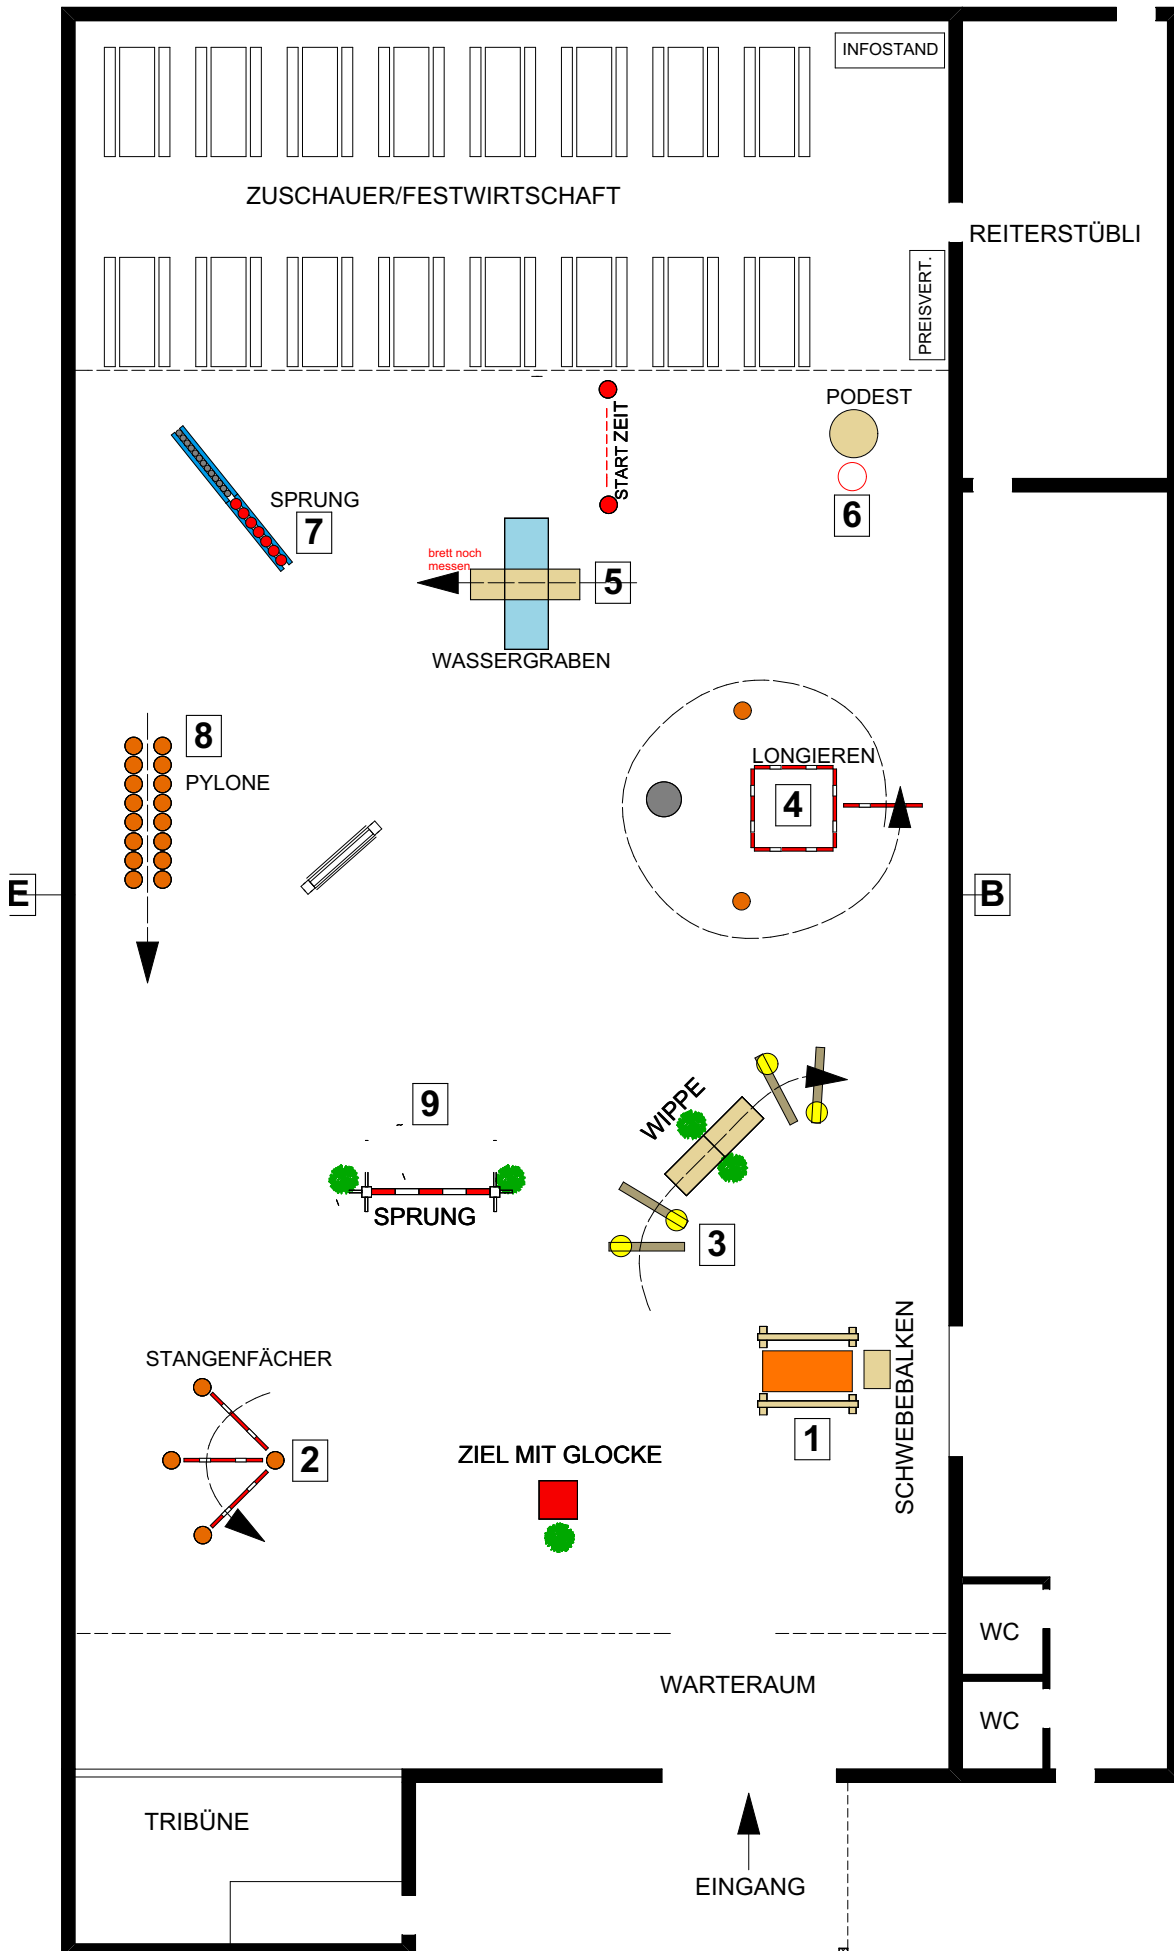 INFOSTAND
ZUSCHAUER/FESTWIRTSCHAFT
REITERSTÜBLI
PREISVERT.
PODEST
START ZEIT
6
SPRUNG
7
brett noch
messen
5
WASSERGRABEN
8
PYLONE
LONGIEREN
4
E
B
9
SPRUNG
WIPPE
3
STANGENFÄCHER
2
SCHWEBEBALKEN
1
ZIEL MIT GLOCKE
WC
WARTERAUM
WC
TRIBÜNE
EINGANG